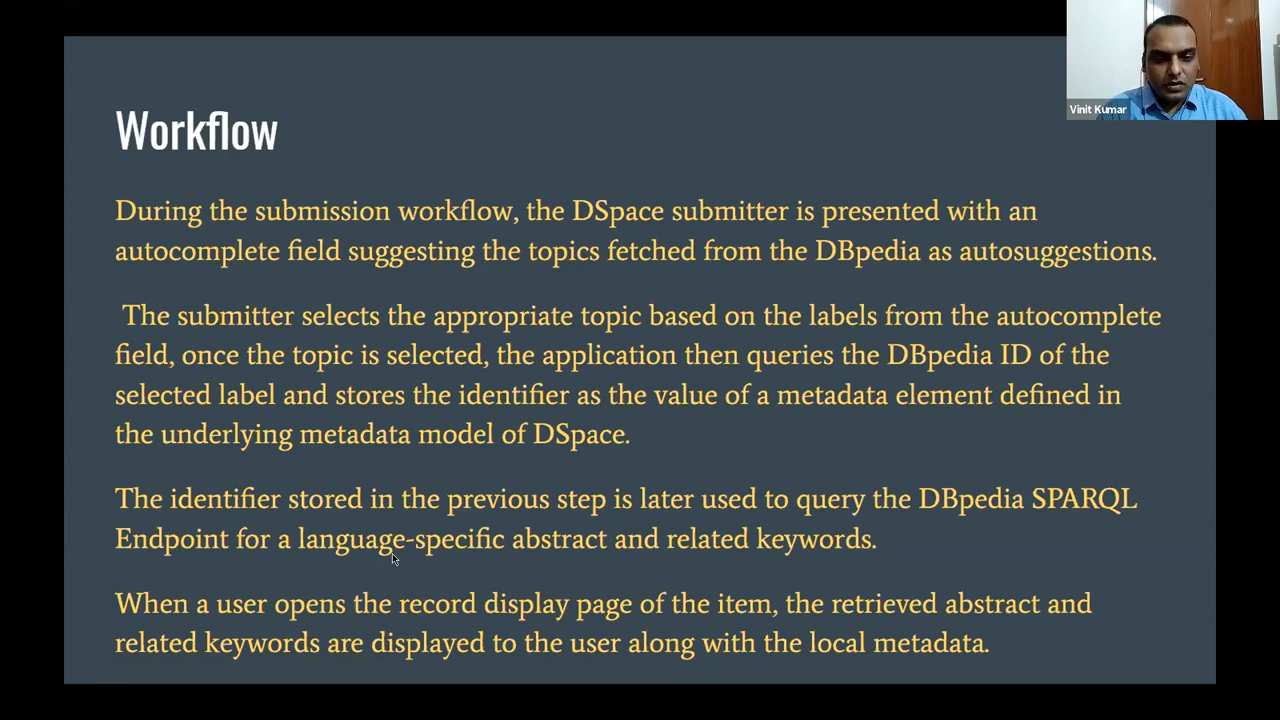 Vinit Kumar
Workflow
During the submission workflow, the DSpace submitter is presented with an
autocomplete field suggesting the topics fetched from the DBpedia as autosuggestions.
The submitter selects the appropriate topic based on the labels from the autocomplete
field, once the topic is selected, the application then queries the DBpedia ID of the
selected label and stores the identifier as the value of a metadata element defined in
the underlying metadata model of DSpace.
The identifier stored in the previous step is later used to query the DBpedia SPARQL
Endpoint for a language-specific abstract and related keywords.
When a user opens the record display page of the item, the retrieved abstract and
related keywords are displayed to the user along with the local metadata.